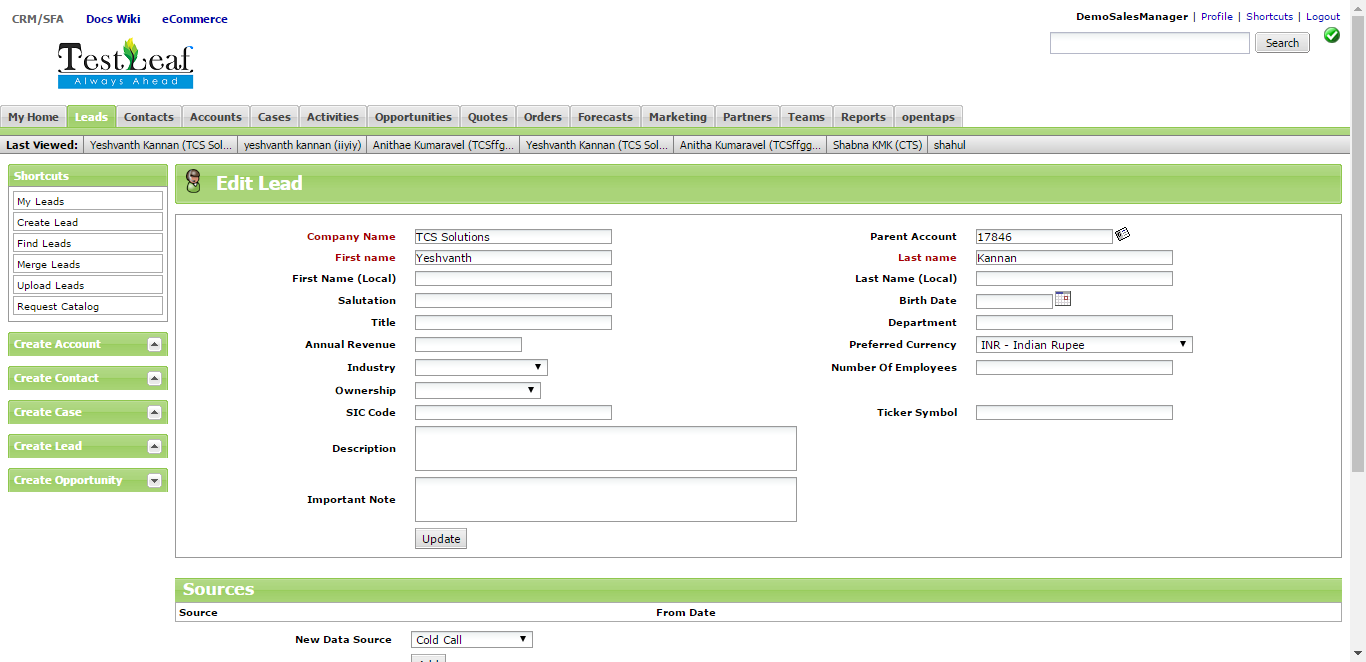 CRM/SFA Docs Wiki eCommerce
DemoSalesManager | Profile | Shortcuts | Logout
Search
TestLeaf
Always Ahead
My Home Leads Contacts Accounts Cases Activities Opportunities Quotes Orders Forecasts Marketing Partners Teams Reports opentaps
Last Viewed: Yeshvanth Kannan (TCS Sol... yeshvanth kannan (iiyiy) Anithae Kumaravel (TCSffg... Yeshvanth Kannan (TCS Sol... Anitha Kumaravel (TCSffgg... Shabna KMK (CTS) shahul
Shortcuts
My Leads
Create Lead
Find Leads
Merge Leads
Upload Leads
Request Catalog
Create Account
Create Contact
Create Case
Create Lead
Create Opportunity
Edit Lead
Company Name TCS Solutions Parent Account 17846
First name Yeshvanth Last name Kannan
First Name (Local) Last Name (Local)
Salutation Birth Date
Title Department
Annual Revenue Preferred Currency INR - Indian Rupee
Industry Number Of Employees
Ownership
SIC Code Ticker Symbol
Description
Important Note
Update
Sources
Source From Date
New Data Source Cold Call